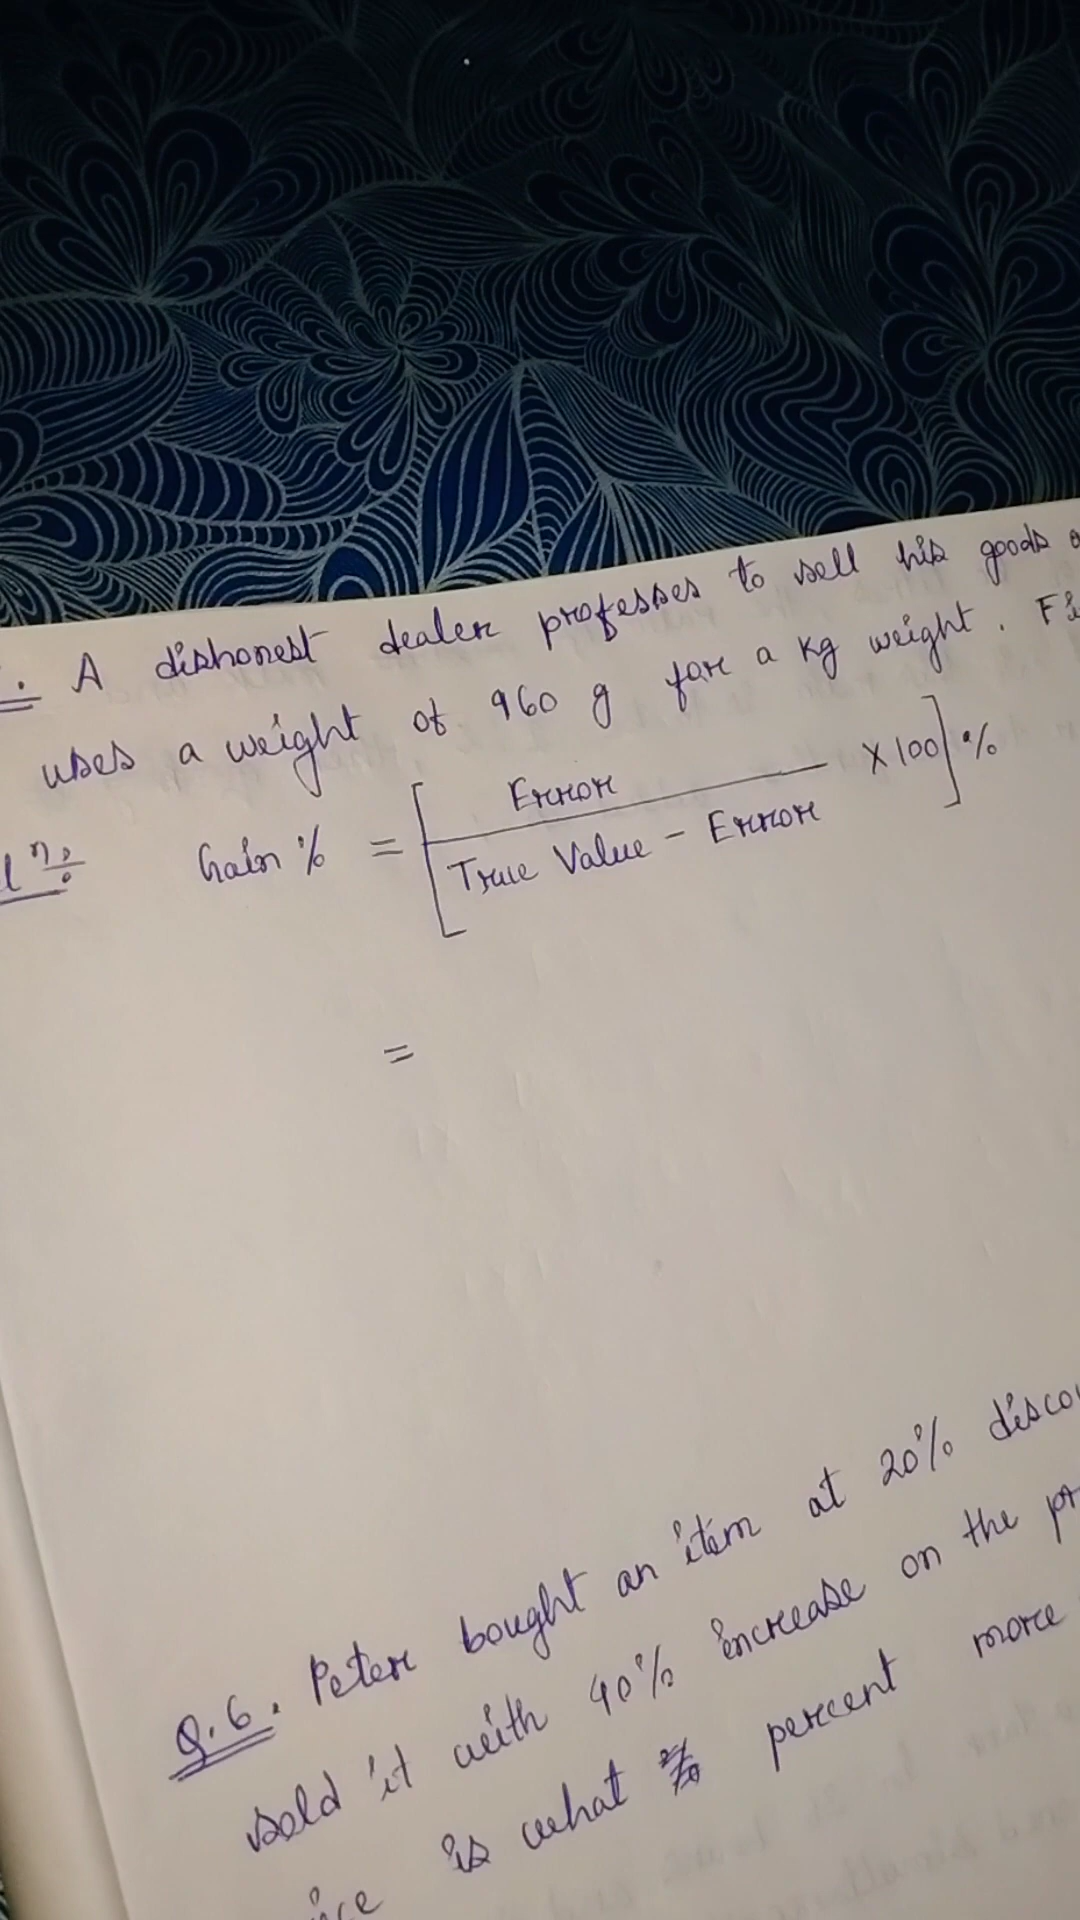 . A dishonest dealer professes to sell his goods
uses a weight of 960 g for a kg weight.
Gain % = [ Error / True Value - Error × 100 ] %
=
Q.6. Peter bought an item at 20% disco
sold it with 40% increase on the pr
is what percent more